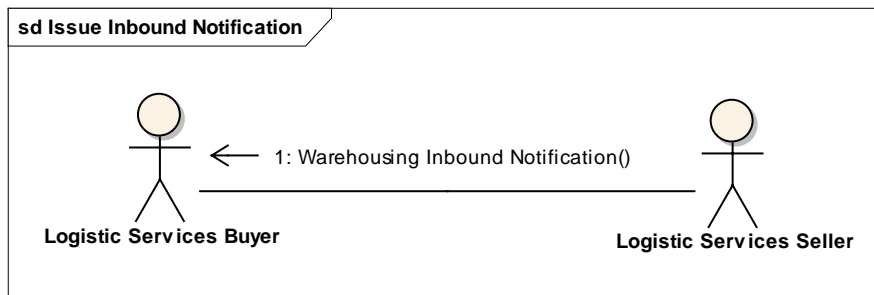 sd Issue Inbound Notification
1: Warehousing Inbound Notification()
Logistic Services Buyer
Logistic Services Seller